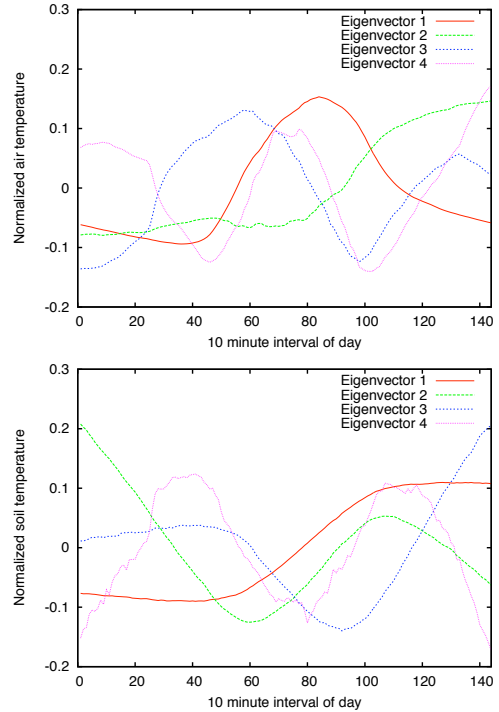 0.3
0.2
0.1
0
-0.1
-0.2
Normalized air temperature
Eigenvector 1
Eigenvector 2
Eigenvector 3
Eigenvector 4
0 20 40 60 80 100 120 140
10 minute interval of day
0.3
0.2
0.1
0
-0.1
-0.2
Normalized soil temperature
Eigenvector 1
Eigenvector 2
Eigenvector 3
Eigenvector 4
0 20 40 60 80 100 120 140
10 minute interval of day